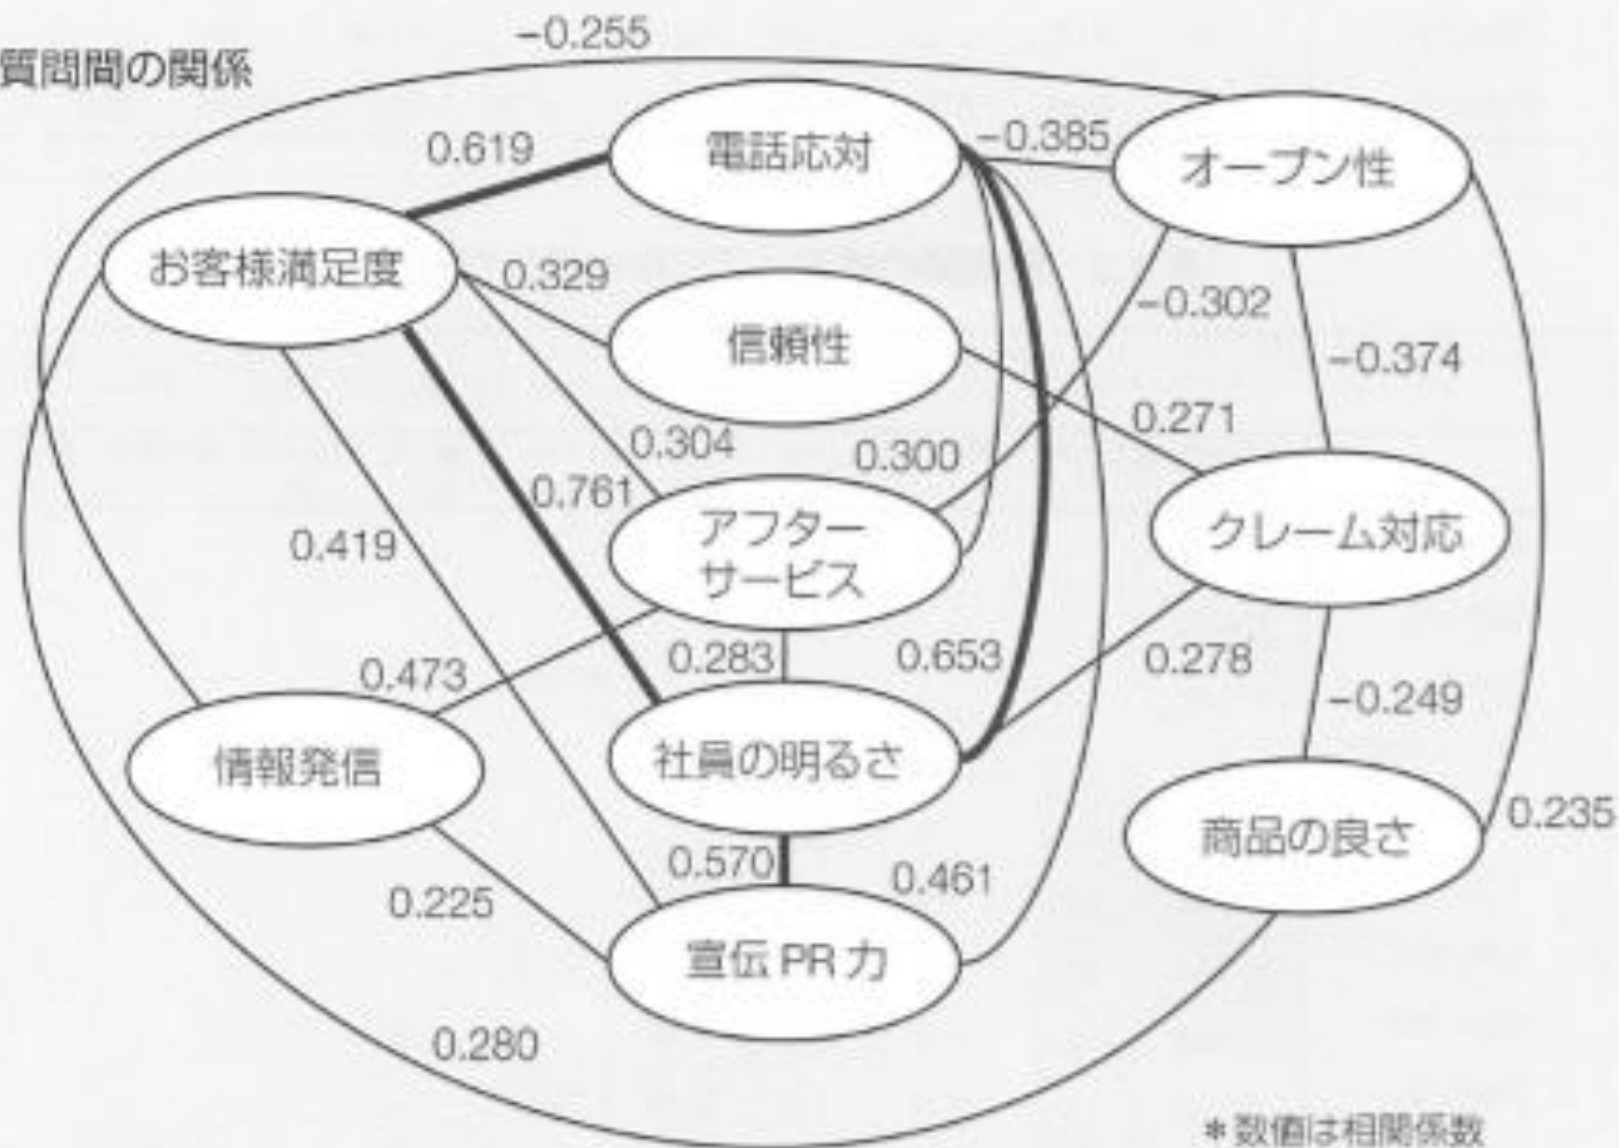 質問間の関係
-0.255
0.619
電話応対
-0.385
オープン性
お客様満足度
0.329
信頼性
-0.302
-0.374
0.271
0.304
0.300
0.761
アフター
サービス
クレーム対応
0.419
0.473
0.283
0.653
0.278
-0.249
情報発信
社員の明るさ
商品の良さ
0.235
0.570
0.461
0.225
宣伝PR力
0.280
*数値は相関係数